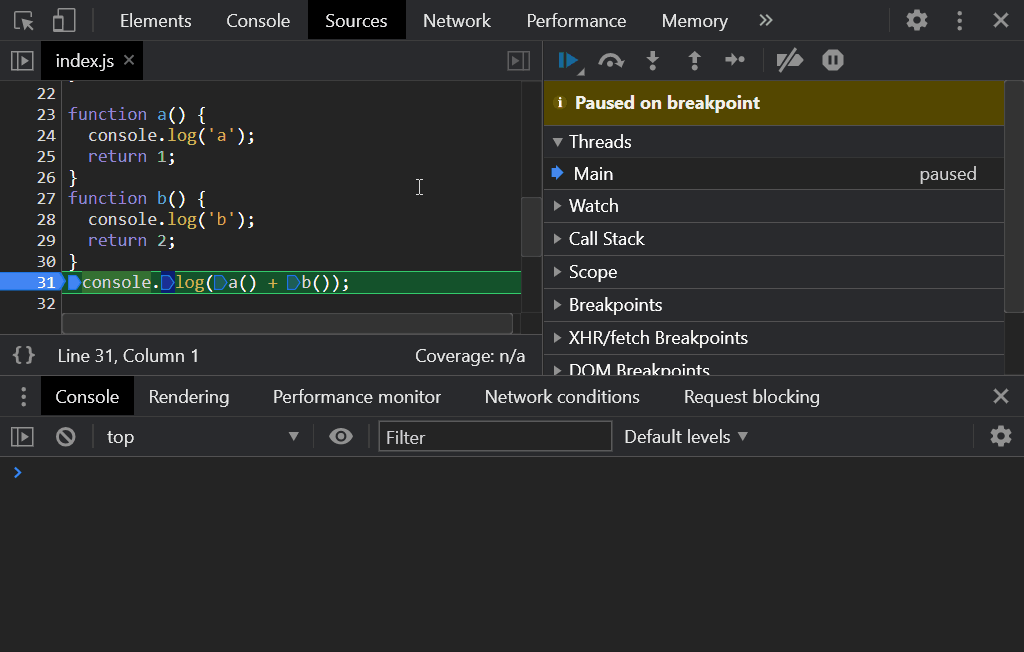 Elements Console Sources Network Performance Memory »
index.js ×
22
23 function a() {
24 console.log('a');
25 return 1;
26 }
27 function b() {
28 console.log('b');
29 return 2;
30 }
31 console.log(a() + b());
32
{} Line 31, Column 1 Coverage: n/a
Paused on breakpoint
Threads
Main paused
Watch
Call Stack
Scope
Breakpoints
XHR/fetch Breakpoints
DOM Breakpoints
Console Rendering Performance monitor Network conditions Request blocking
top Filter Default levels